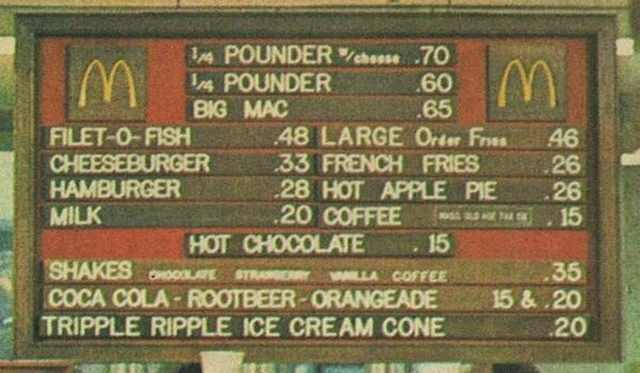 1/4 POUNDER w/cheese .70
1/4 POUNDER .60
BIG MAC .65
FILET-O-FISH .48 LARGE Order Fries .46
CHEESEBURGER .33 FRENCH FRIES .26
HAMBURGER .28 HOT APPLE PIE .26
MILK .20 COFFEE .15
HOT CHOCOLATE .15
SHAKES CHOCOLATE STRAWBERRY VANILLA COFFEE .35
COCA COLA - ROOTBEER - ORANGEADE 15 & .20
TRIPPLE RIPPLE ICE CREAM CONE .20